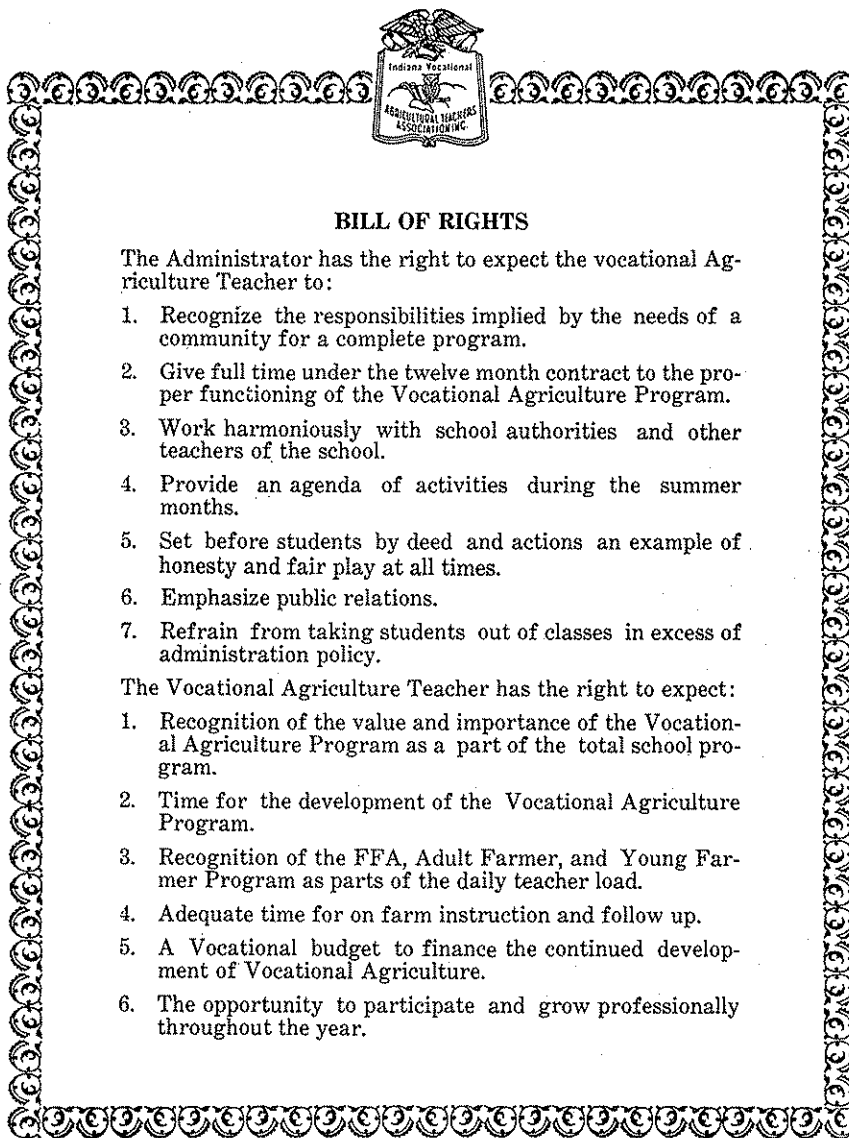 Indiana Vocational
AGRICULTURAL TEACHERS
ASSOCIATION INC.
BILL OF RIGHTS
The Administrator has the right to expect the vocational Ag-
riculture Teacher to:
1. Recognize the responsibilities implied by the needs of a
community for a complete program.
2. Give full time under the twelve month contract to the pro-
per functioning of the Vocational Agriculture Program.
3. Work harmoniously with school authorities and other
teachers of the school.
4. Provide an agenda of activities during the summer
months.
5. Set before students by deed and actions an example of
honesty and fair play at all times.
6. Emphasize public relations.
7. Refrain from taking students out of classes in excess of
administration policy.
The Vocational Agriculture Teacher has the right to expect:
1. Recognition of the value and importance of the Vocation-
al Agriculture Program as a part of the total school pro-
gram.
2. Time for the development of the Vocational Agriculture
Program.
3. Recognition of the FFA, Adult Farmer, and Young Far-
mer Program as parts of the daily teacher load.
4. Adequate time for on farm instruction and follow up.
5. A Vocational budget to finance the continued develop-
ment of Vocational Agriculture.
6. The opportunity to participate and grow professionally
throughout the year.